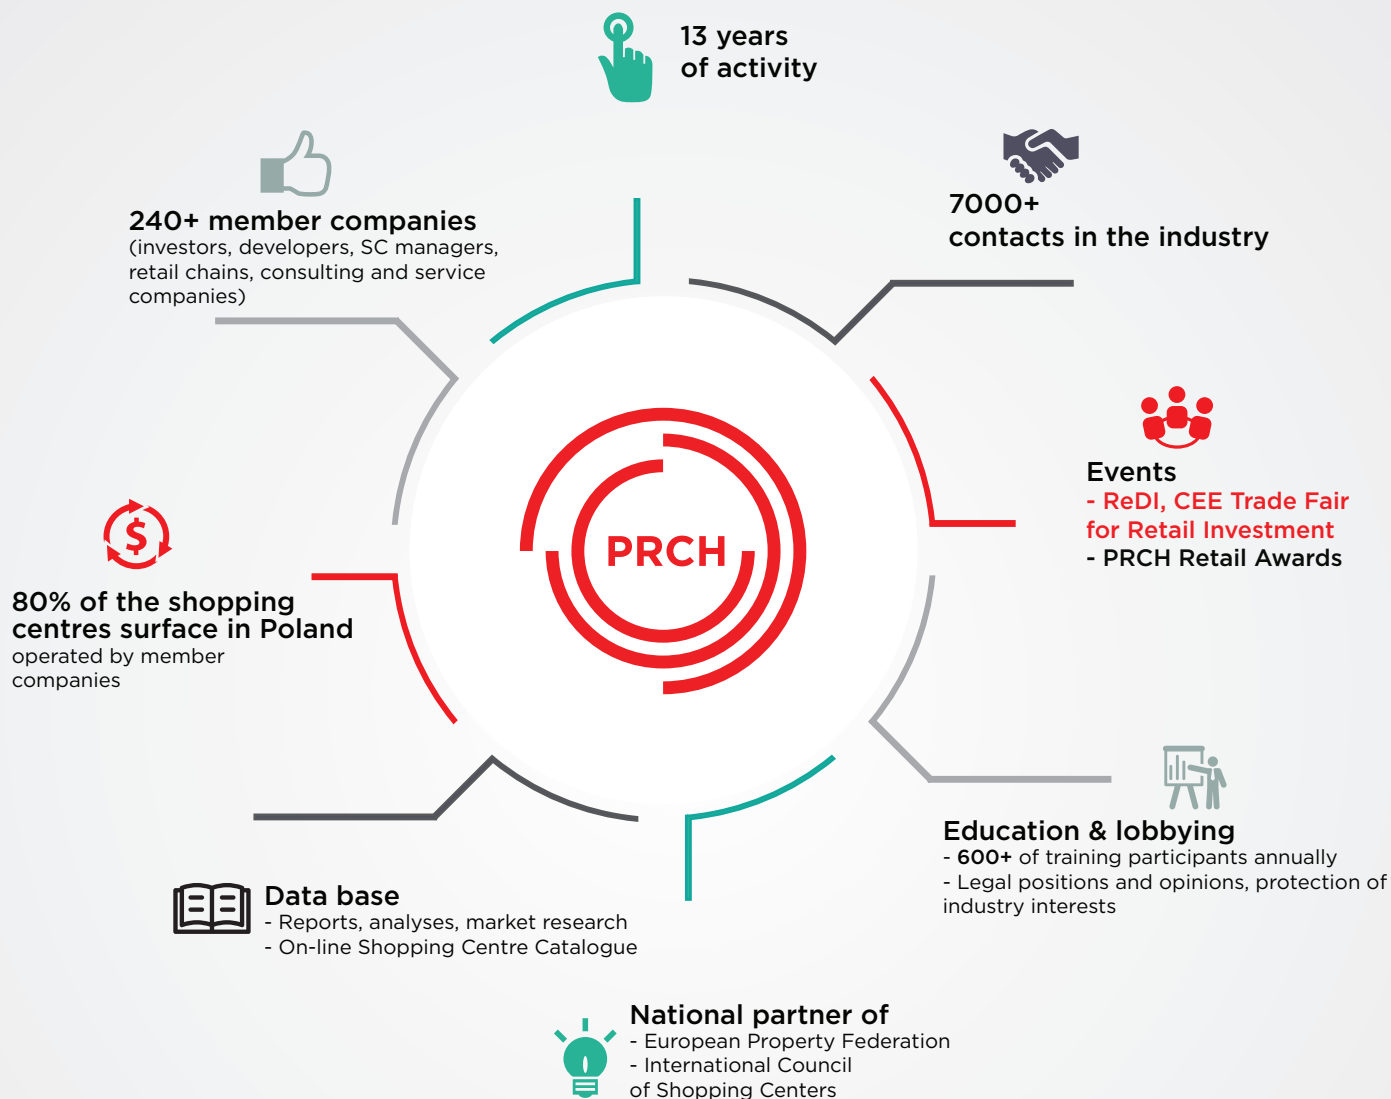 13 years
of activity
240+ member companies
(investors, developers, SC managers,
retail chains, consulting and service
companies)
7000+
contacts in the industry
Events
- ReDI, CEE Trade Fair
for Retail Investment
- PRCH Retail Awards
PRCH
$
80% of the shopping
centres surface in Poland
operated by member
companies
Education & lobbying
- 600+ of training participants annually
- Legal positions and opinions, protection of
industry interests
Data base
- Reports, analyses, market research
- On-line Shopping Centre Catalogue
National partner of
- European Property Federation
- International Council
of Shopping Centers